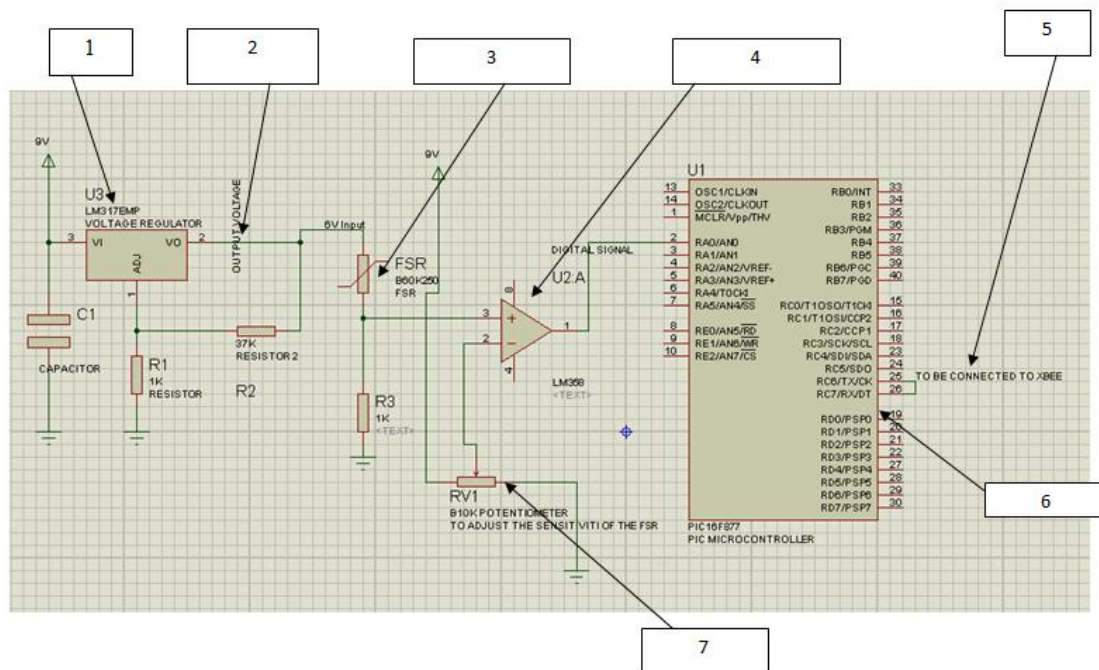 1
2
3
4
5
9V
U3
LM317EMP
VOLTAGE REGULATOR
3
VI
VO
2
ADJ
1
OUTPUT VOLTAGE
C1
CAPACITOR
R1
1K
RESISTOR
37K
RESISTOR 2
R2
9V
6V Input
FSR
B60K250
FSR
R3
1K
<TEXT>
U2:A
8
3
+
2
−
1
4
LM358
<TEXT>
DIGITAL SIGNAL
RV1
B10K POTENTIOMETER
TO ADJUST THE SENSITIVITI OF THE FSR
U1
13 OSC1/CLKIN
14 OSC2/CLKOUT
1 MCLR/Vpp/THV
2 RA0/AN0
3 RA1/AN1
4 RA2/AN2/VREF-
5 RA3/AN3/VREF+
6 RA4/T0CKI
7 RA5/AN4/SS
8 RE0/AN5/RD
9 RE1/AN6/WR
10 RE2/AN7/CS
RB0/INT 33
RB1 34
RB2 35
RB3/PGM 36
RB4 37
RB5 38
RB6/PGC 39
RB7/PGD 40
RC0/T1OSO/T1CKI 15
RC1/T1OSI/CCP2 16
RC2/CCP1 17
RC3/SCK/SCL 18
RC4/SDI/SDA 23
RC5/SDO 24
RC6/TX/CK 25
RC7/RX/DT 26
RD0/PSP0 19
RD1/PSP1 20
RD2/PSP2 21
RD3/PSP3 22
RD4/PSP4 27
RD5/PSP5 28
RD6/PSP6 29
RD7/PSP7 30
PIC16F877
PIC MICROCONTROLLER
TO BE CONNECTED TO XBEE
6
7